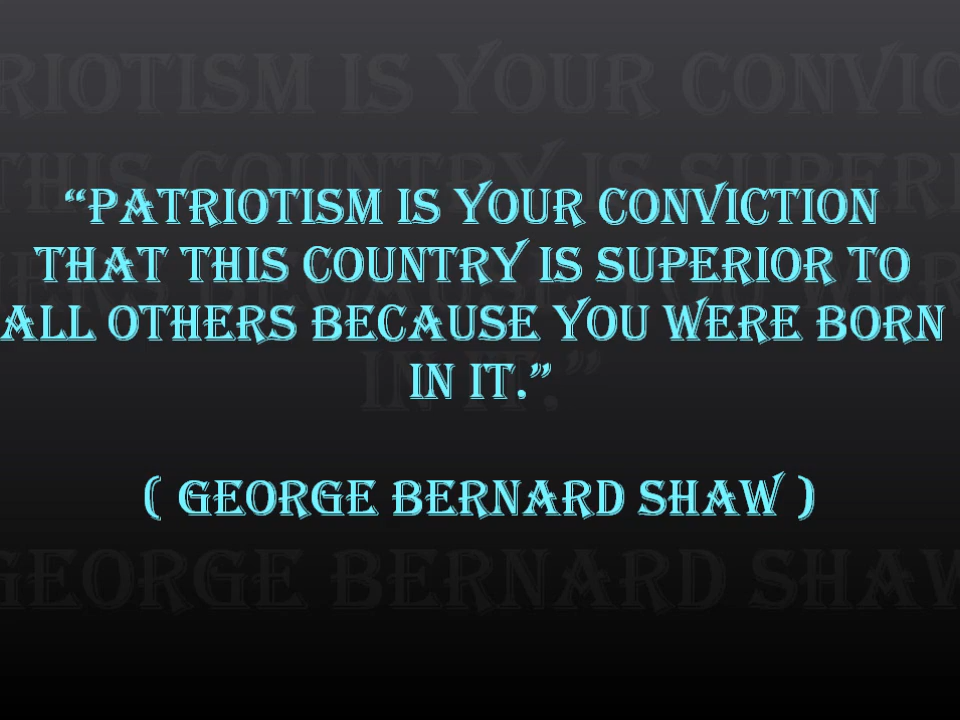 “PATRIOTISM IS YOUR CONVICTION
THAT THIS COUNTRY IS SUPERIOR TO
ALL OTHERS BECAUSE YOU WERE BORN
IN IT.”
( GEORGE BERNARD SHAW )